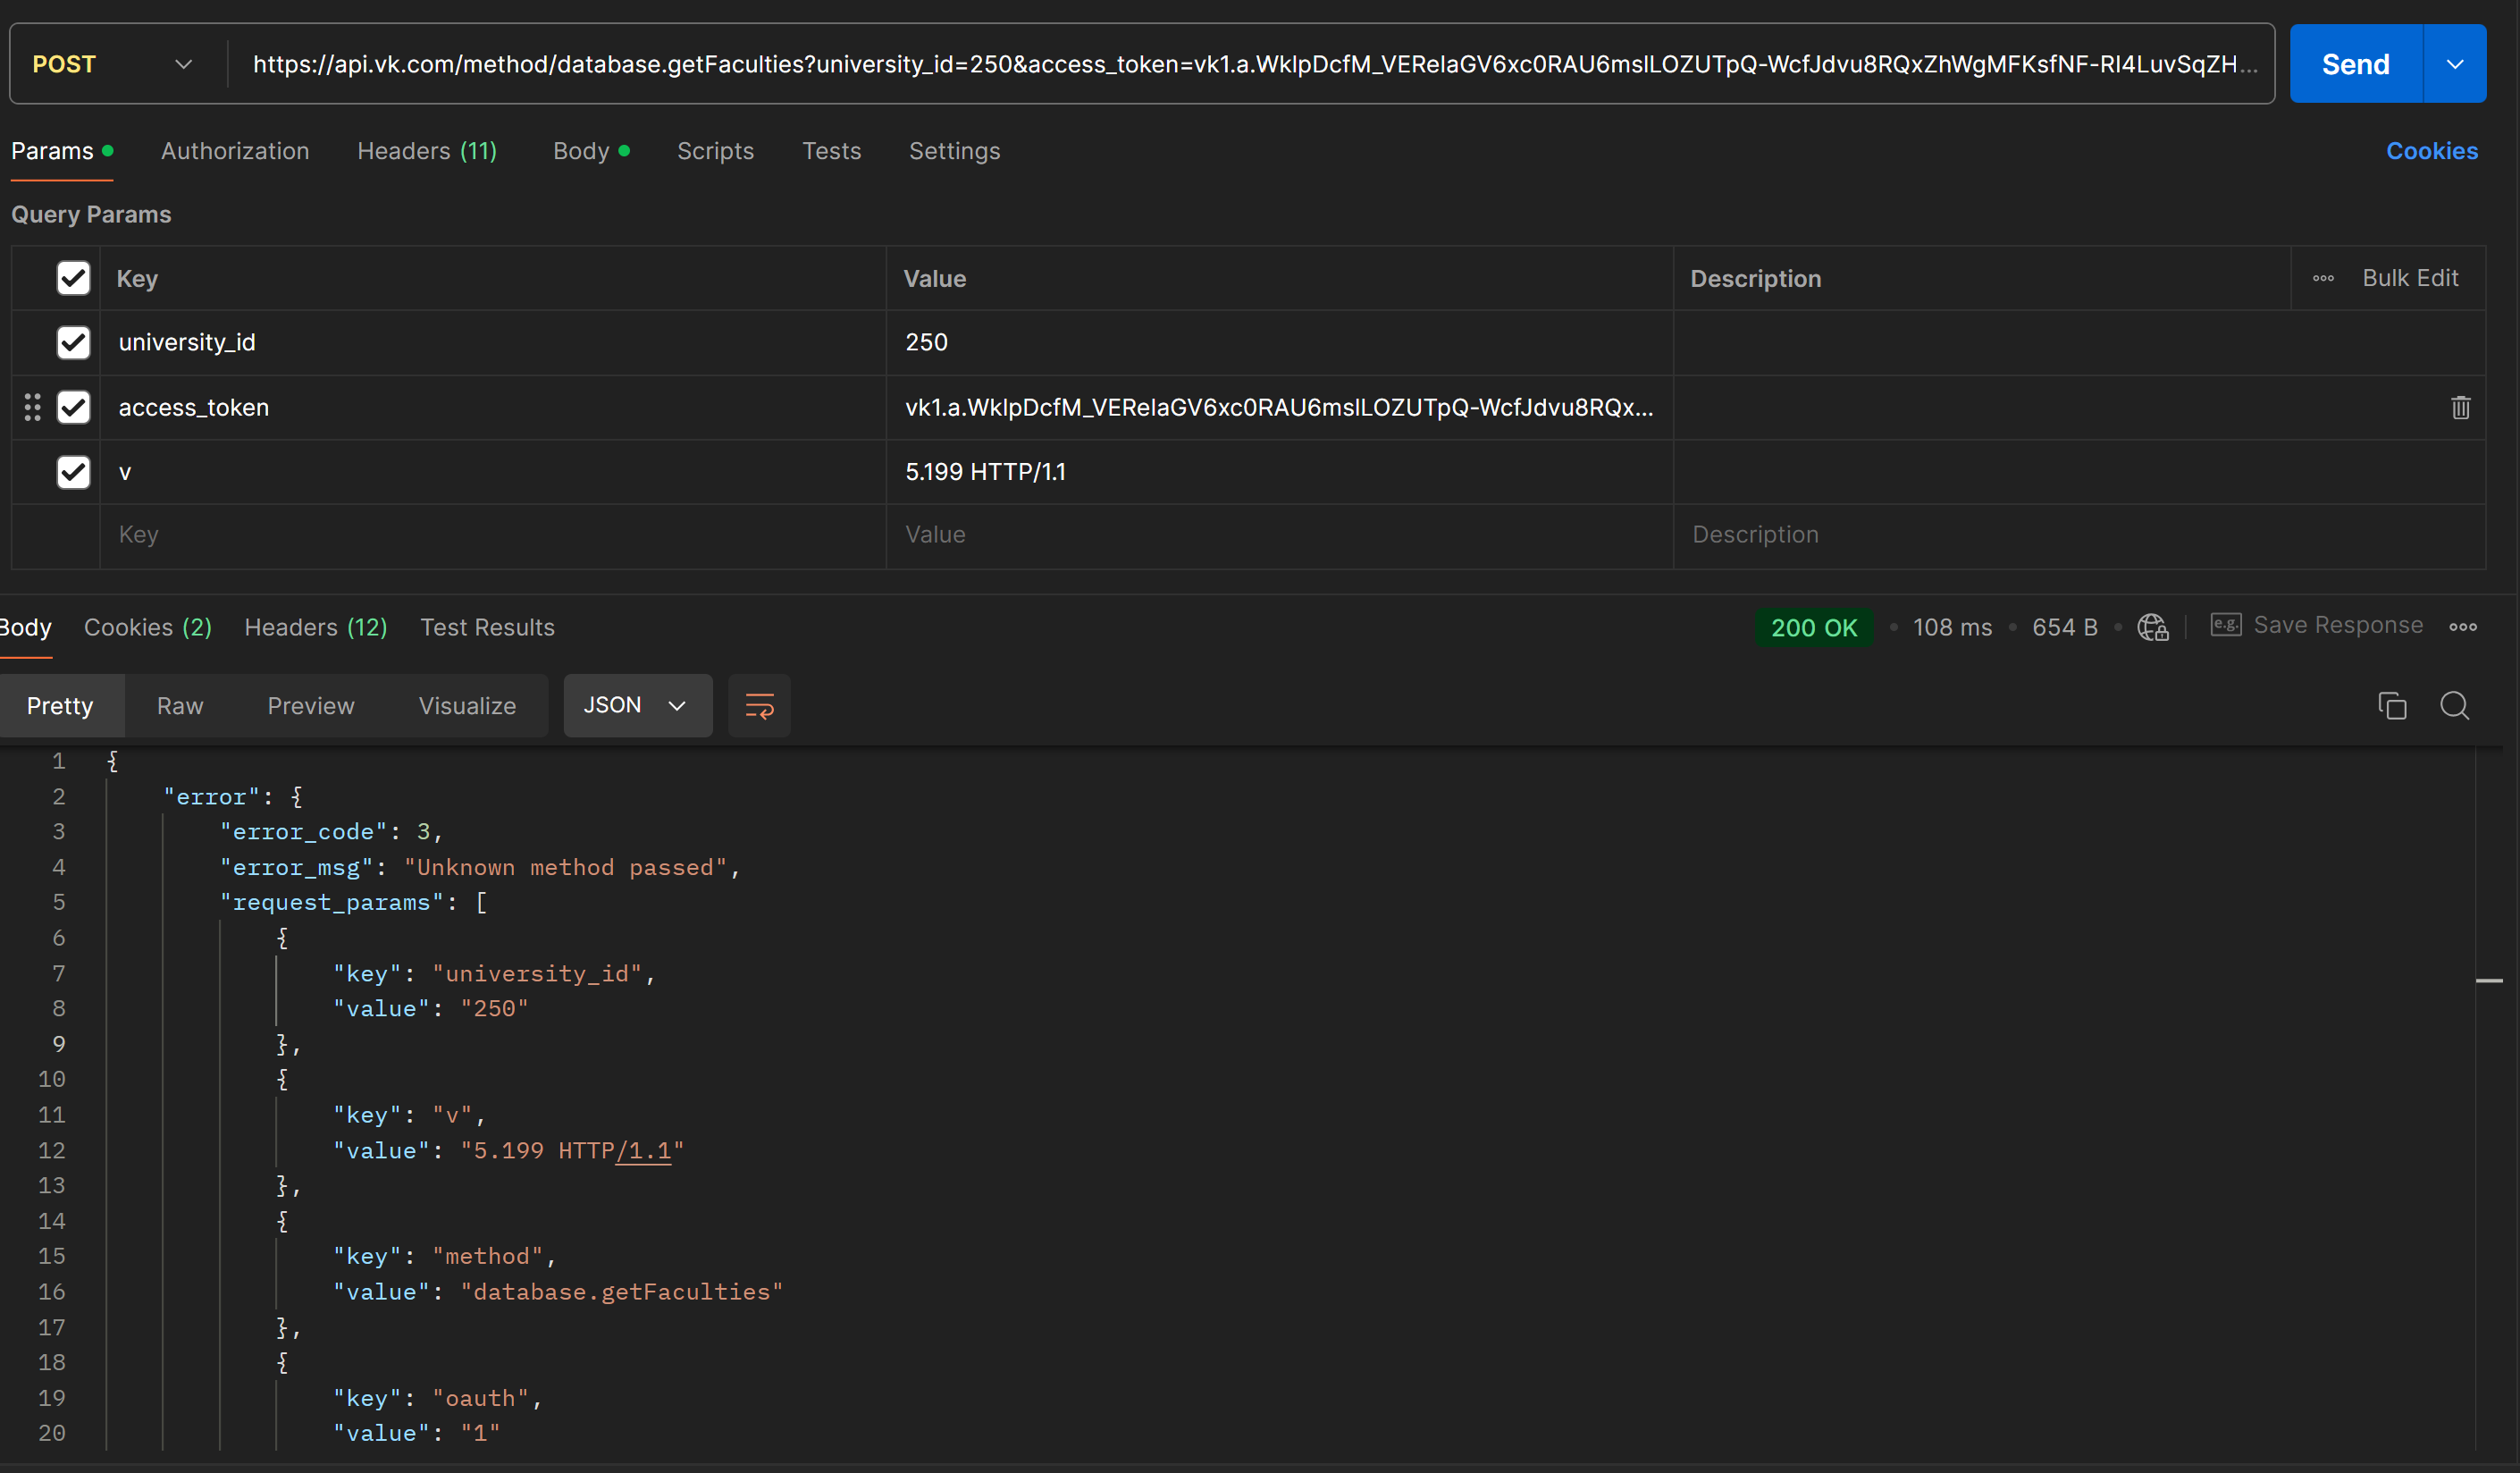 POST https://api.vk.com/method/database.getFaculties?university_id=250&access_token=vk1.a.WklpDcfM_VERelaGV6xc0RAU6mslLOZUTpQ-WcfJdvu8RQxZhWgMFKsfNF-RI4LuvSqZH... Send
Params Authorization Headers (11) Body Scripts Tests Settings Cookies
Query Params
Key Value Description Bulk Edit
university_id 250
access_token vk1.a.WklpDcfM_VERelaGV6xc0RAU6mslLOZUTpQ-WcfJdvu8RQx...
v 5.199 HTTP/1.1
Key Value Description
Body Cookies (2) Headers (12) Test Results 200 OK 108 ms 654 B e.g. Save Response
Pretty Raw Preview Visualize JSON
1 {
2 "error": {
3 "error_code": 3,
4 "error_msg": "Unknown method passed",
5 "request_params": [
6 {
7 "key": "university_id",
8 "value": "250"
9 },
10 {
11 "key": "v",
12 "value": "5.199 HTTP/1.1"
13 },
14 {
15 "key": "method",
16 "value": "database.getFaculties"
17 },
18 {
19 "key": "oauth",
20 "value": "1"